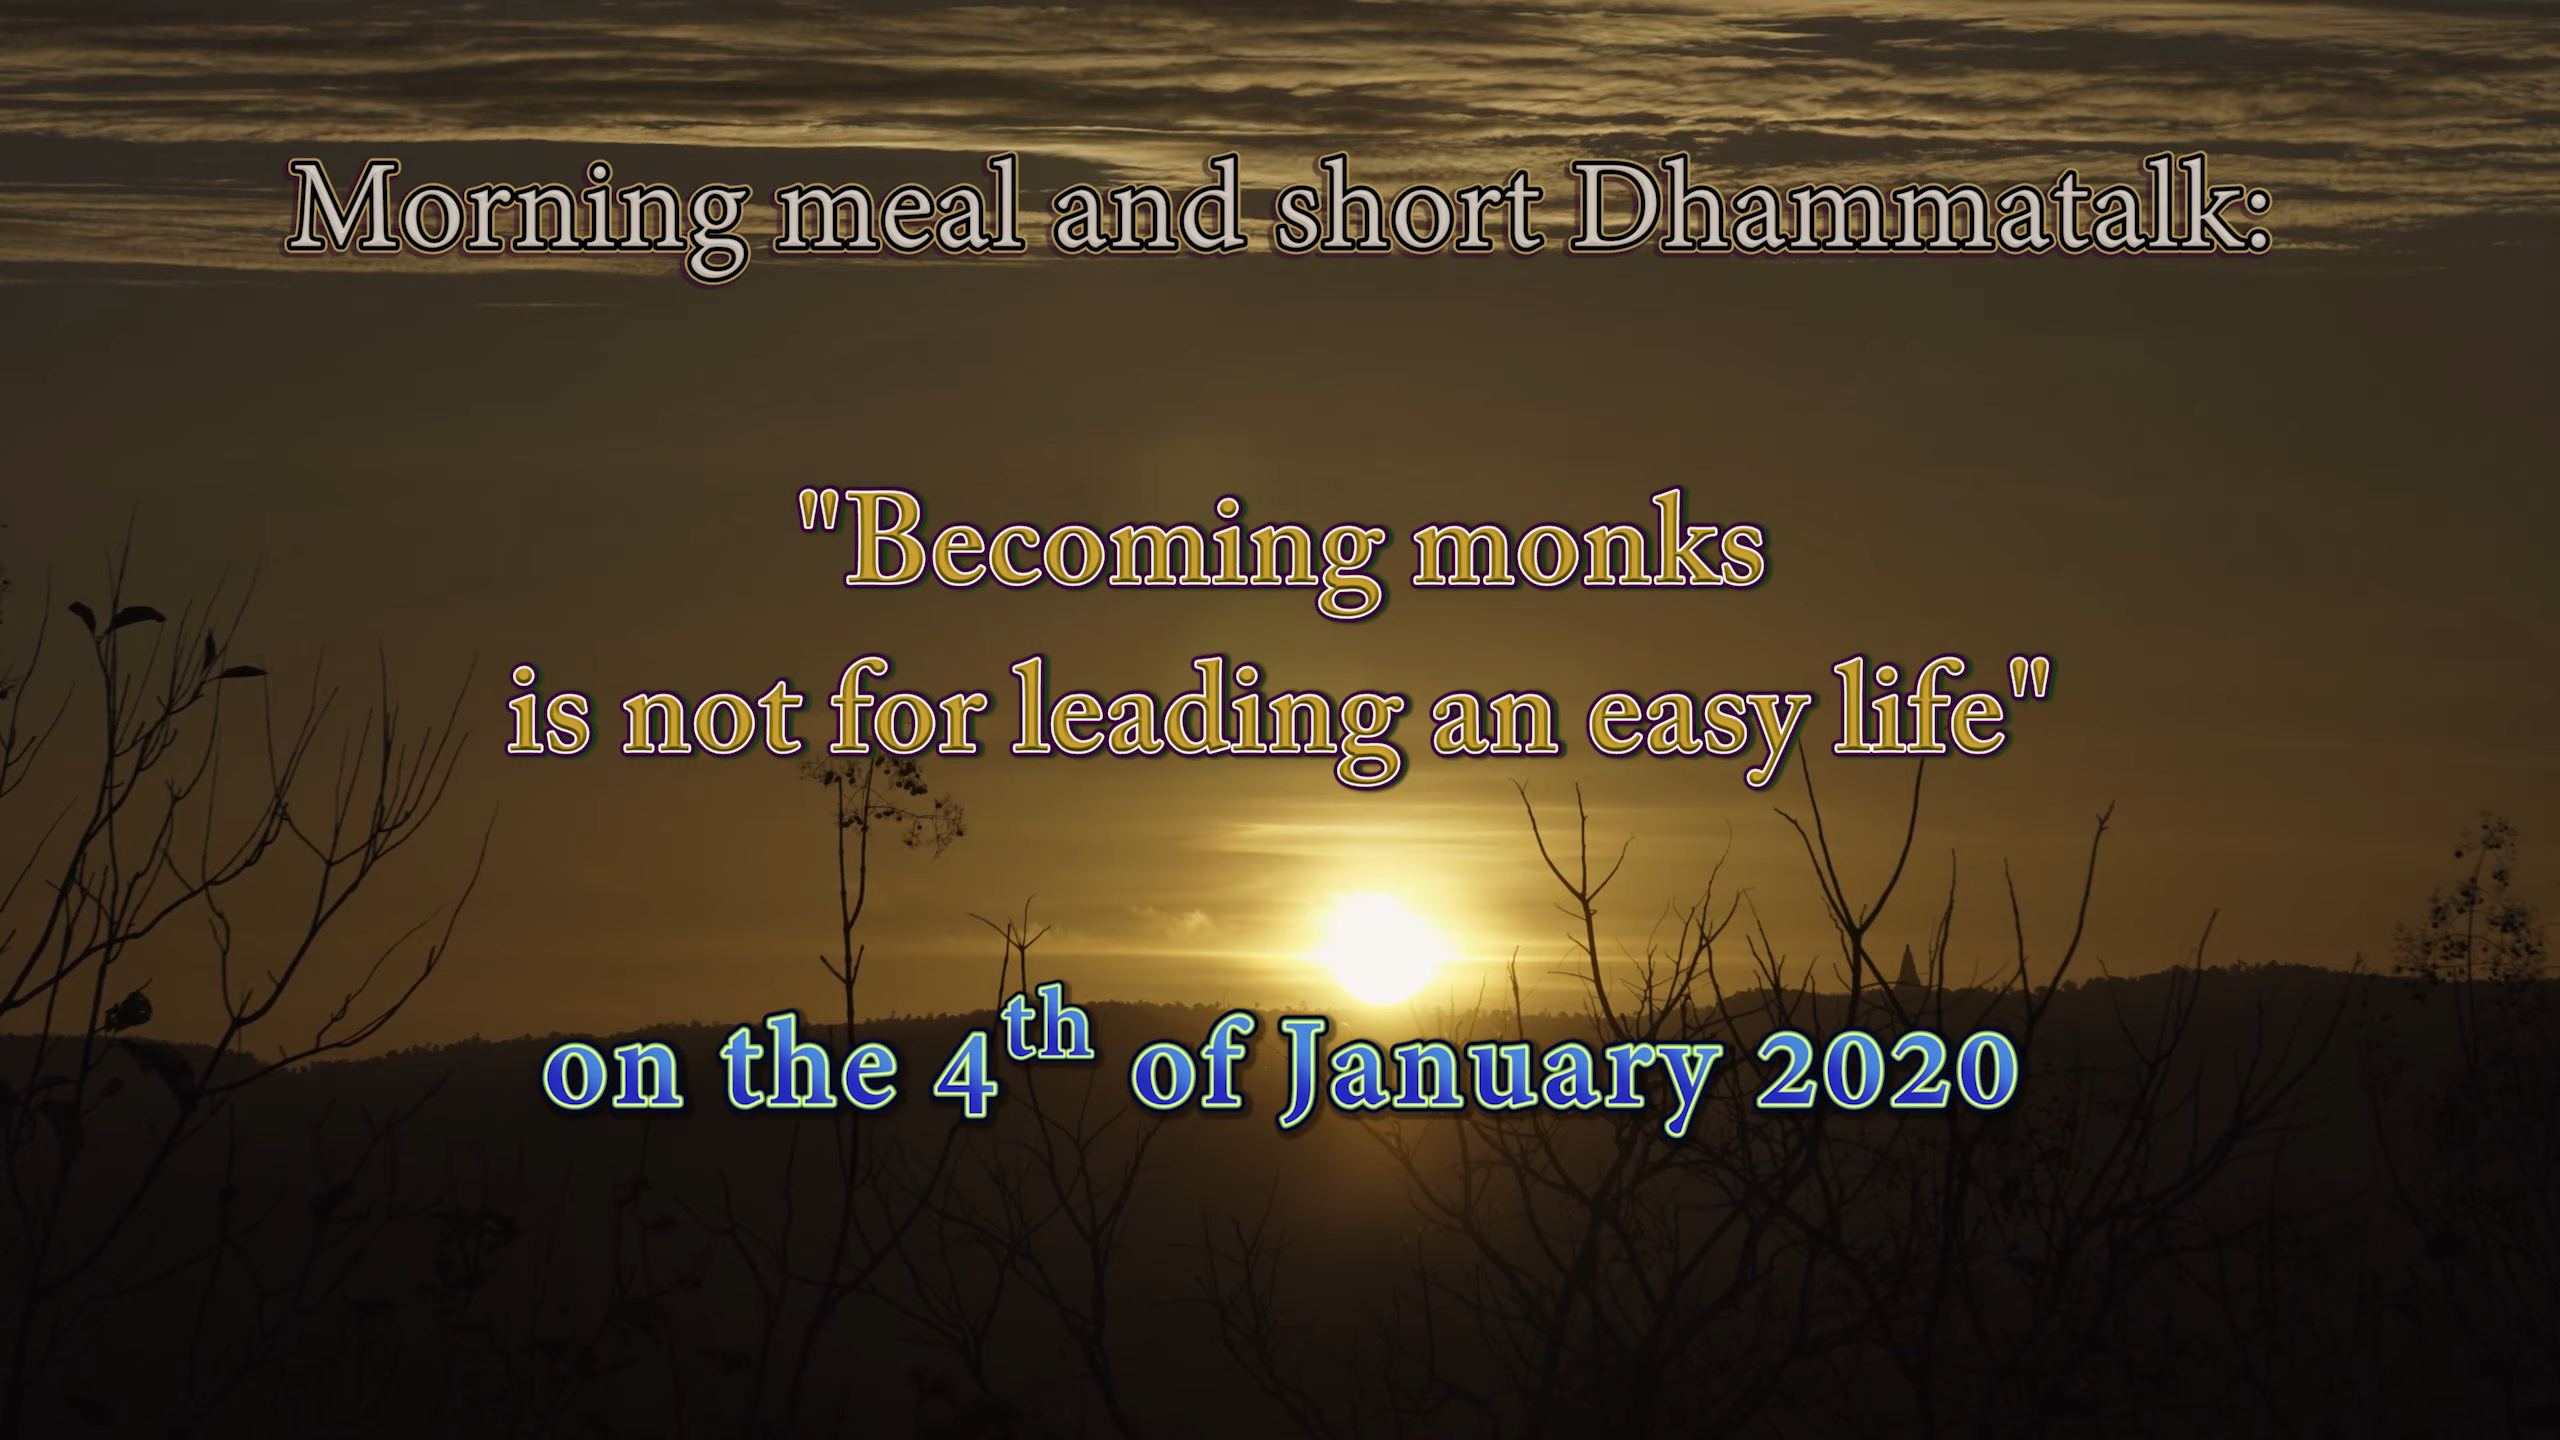 Morning meal and short Dhammatalk:
"Becoming monks
is not for leading an easy life"
on the 4th of January 2020